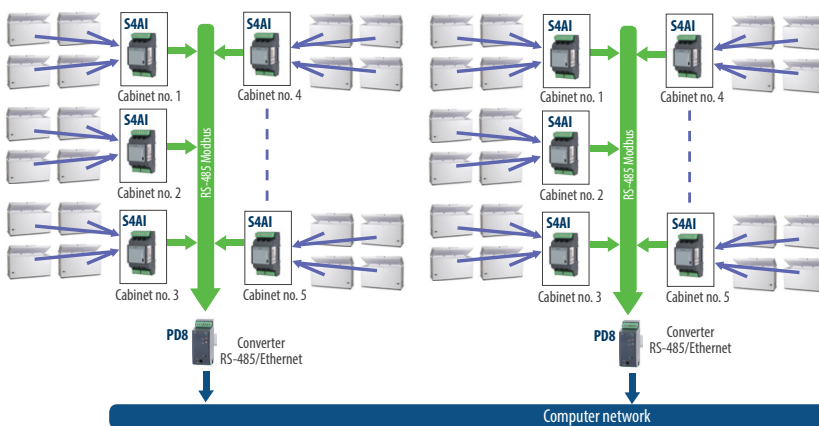 S4AI
Cabinet no. 1
S4AI
Cabinet no. 2
S4AI
Cabinet no. 3
RS-485 Modbus
S4AI
Cabinet no. 4
S4AI
Cabinet no. 5
PD8
Converter
RS-485/Ethernet
S4AI
Cabinet no. 1
S4AI
Cabinet no. 2
S4AI
Cabinet no. 3
RS-485 Modbus
S4AI
Cabinet no. 4
S4AI
Cabinet no. 5
PD8
Converter
RS-485/Ethernet
Computer network